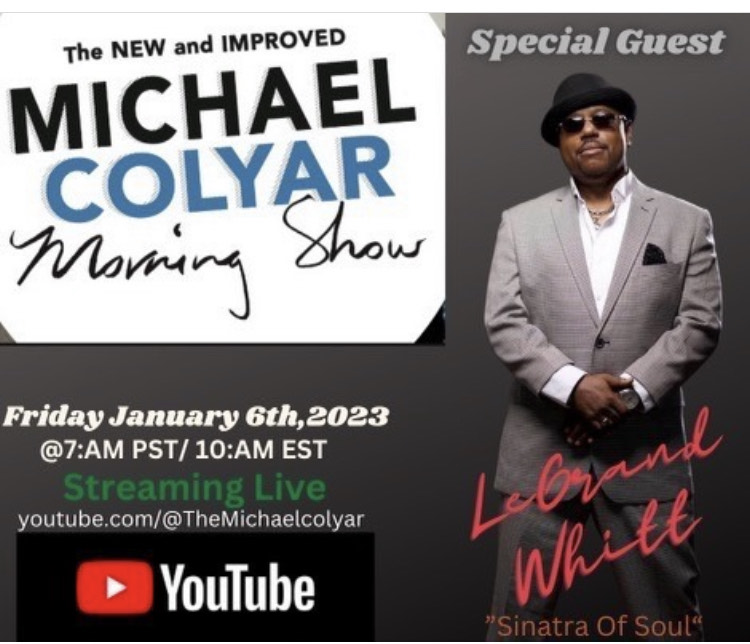 The NEW and IMPROVED
MICHAEL
COLYAR
Morning Show
Special Guest
Friday January 6th,2023
@7:AM PST/ 10:AM EST
Streaming Live
youtube.com/@TheMichaelcolyar
YouTube
LeGrand
Whitt
”Sinatra Of Soul“